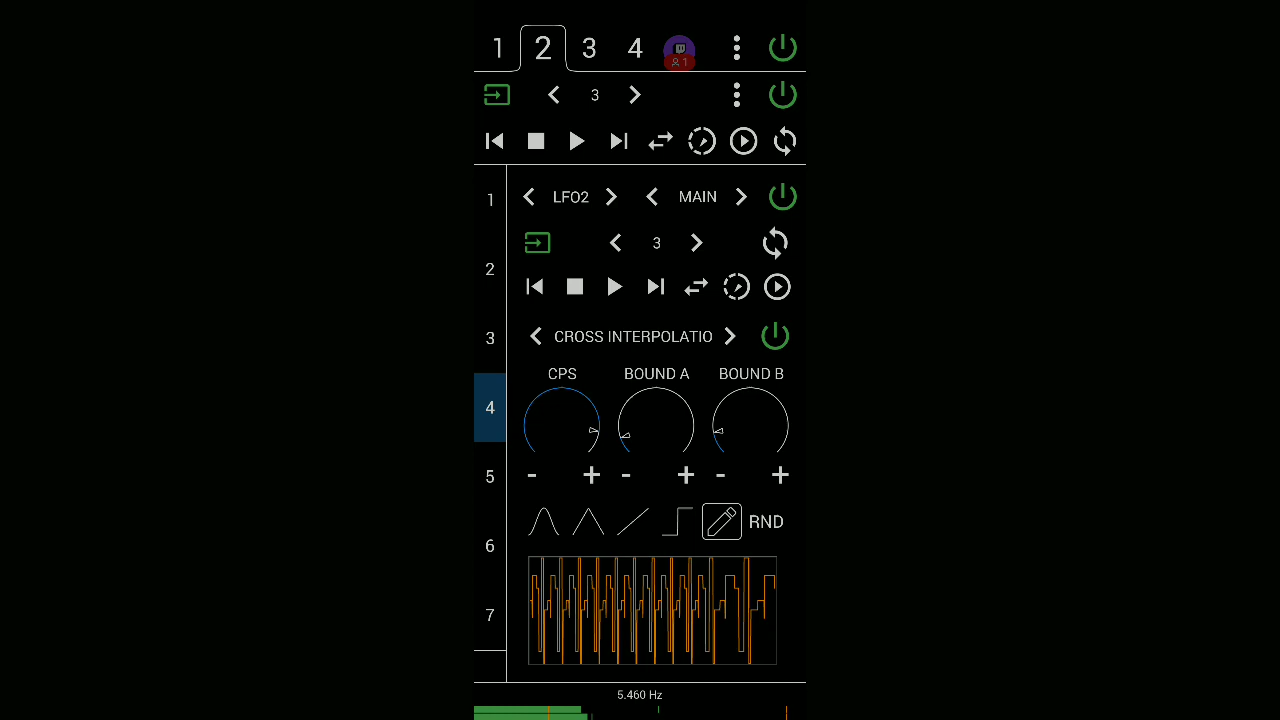 1 2 3 4
1
3
1 LFO2 MAIN
2 3
3 CROSS INTERPOLATIO
CPS BOUND A BOUND B
4
5 - + - + - +
RND
6
7
5.460 Hz